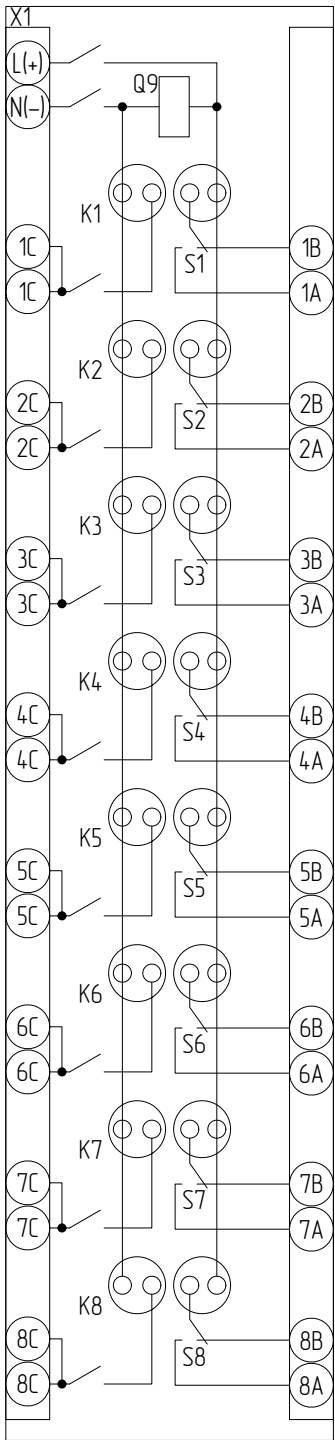 X1
L(+)
Q9
N(-)
K1
1C S1 1B
1C 1A
K2
2C S2 2B
2C 2A
K3
3C S3 3B
3C 3A
K4
4C S4 4B
4C 4A
K5
5C S5 5B
5C 5A
K6
6C S6 6B
6C 6A
K7
7C S7 7B
7C 7A
K8
8C S8 8B
8C 8A